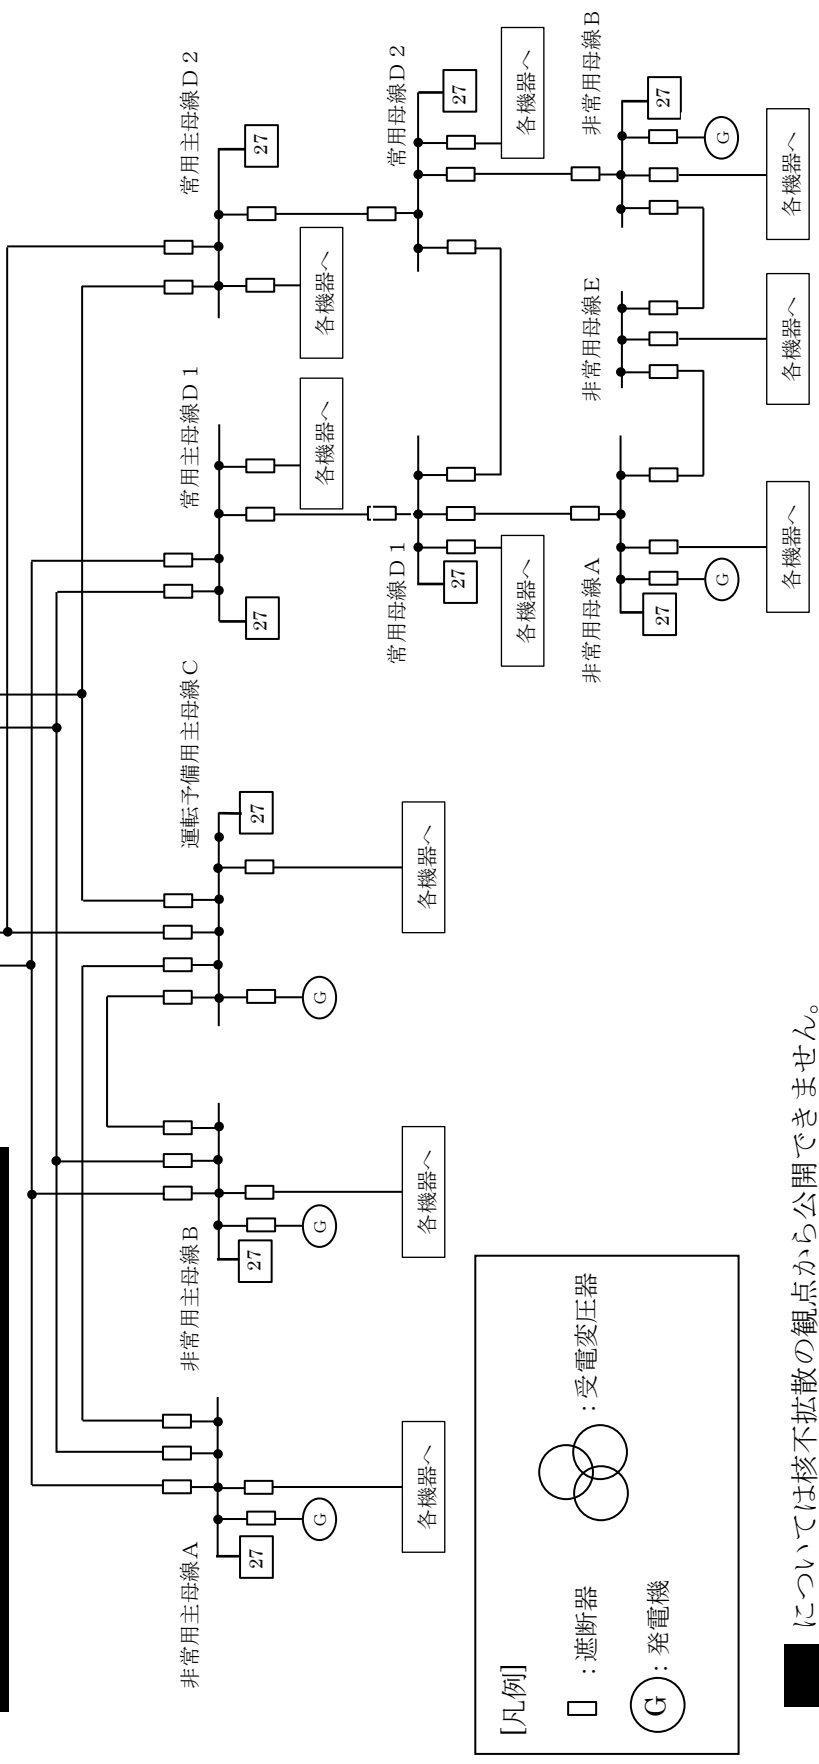 非常用主母線A
非常用主母線B
運転予備用主母線C
常用主母線D1
常用主母線D2
27
27
27
27
27
G
G
G
各機器へ
各機器へ
各機器へ
各機器へ
各機器へ
常用母線D1
常用母線D2
27
27
各機器へ
各機器へ
非常用母線A
非常用母線E
非常用母線B
27
27
G
G
各機器へ
各機器へ
各機器へ
[凡例]
:遮断器
:受電変圧器
G :発電機
については核不拡散の観点から公開できません。